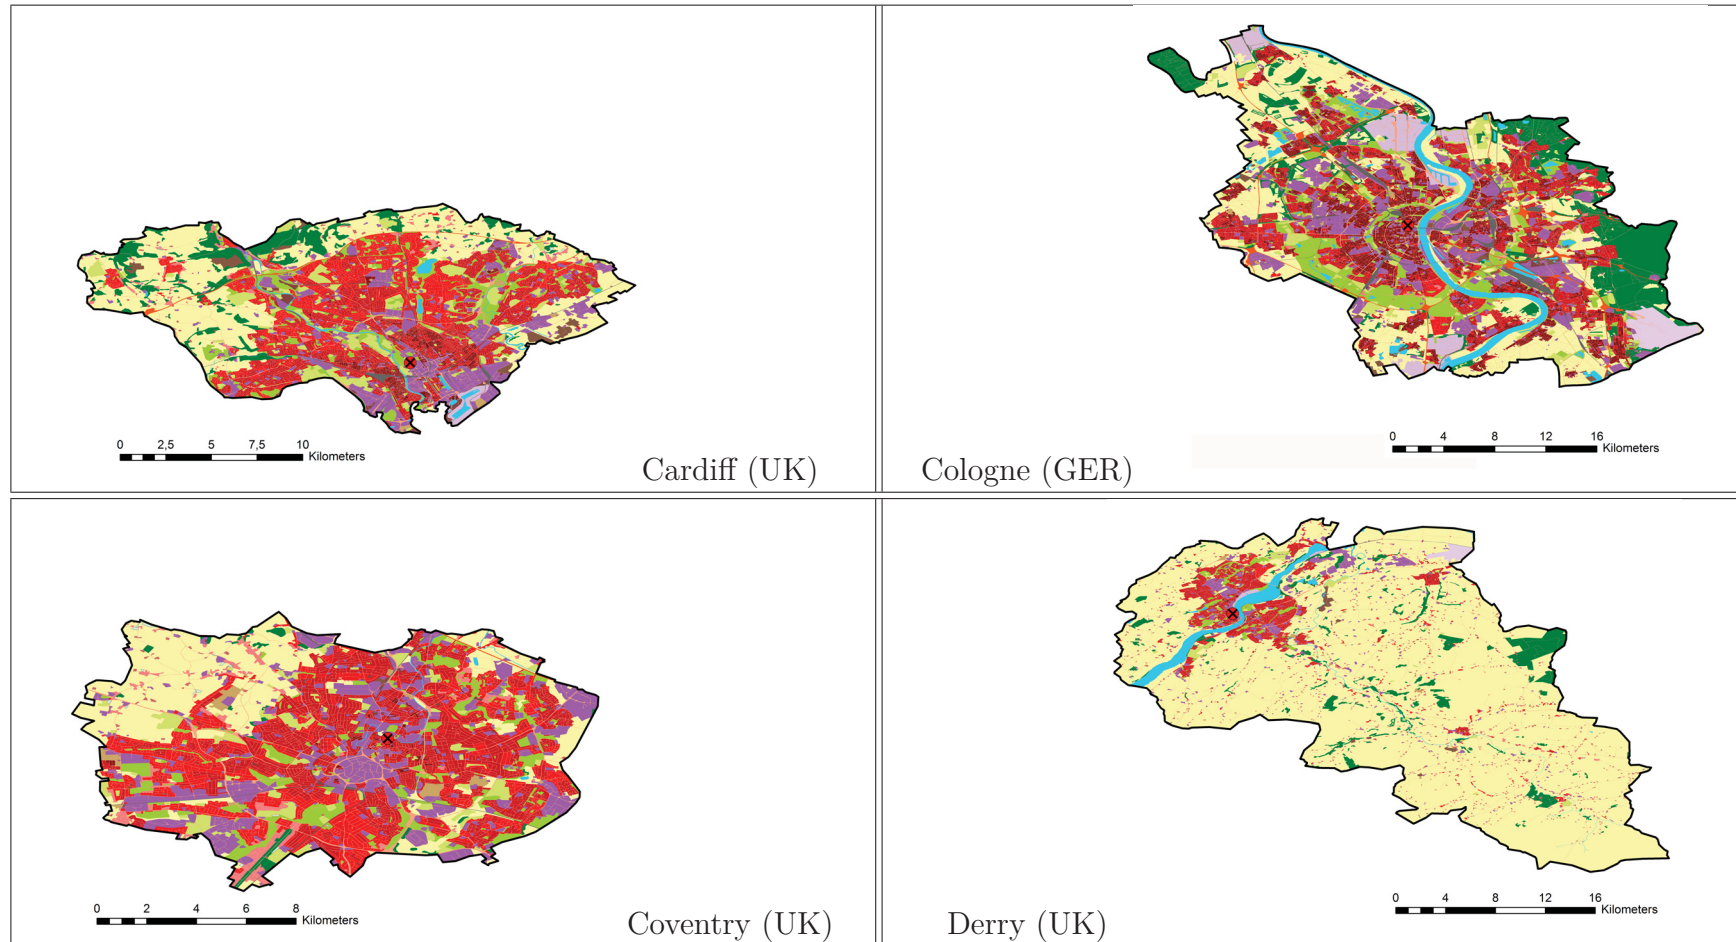 0 2,5 5 7,5 10
Kilometers
Cardiff (UK)
0 4 8 12 16
Kilometers
Cologne (GER)
0 2 4 6 8
Kilometers
Coventry (UK)
0 4 8 12 16
Kilometers
Derry (UK)